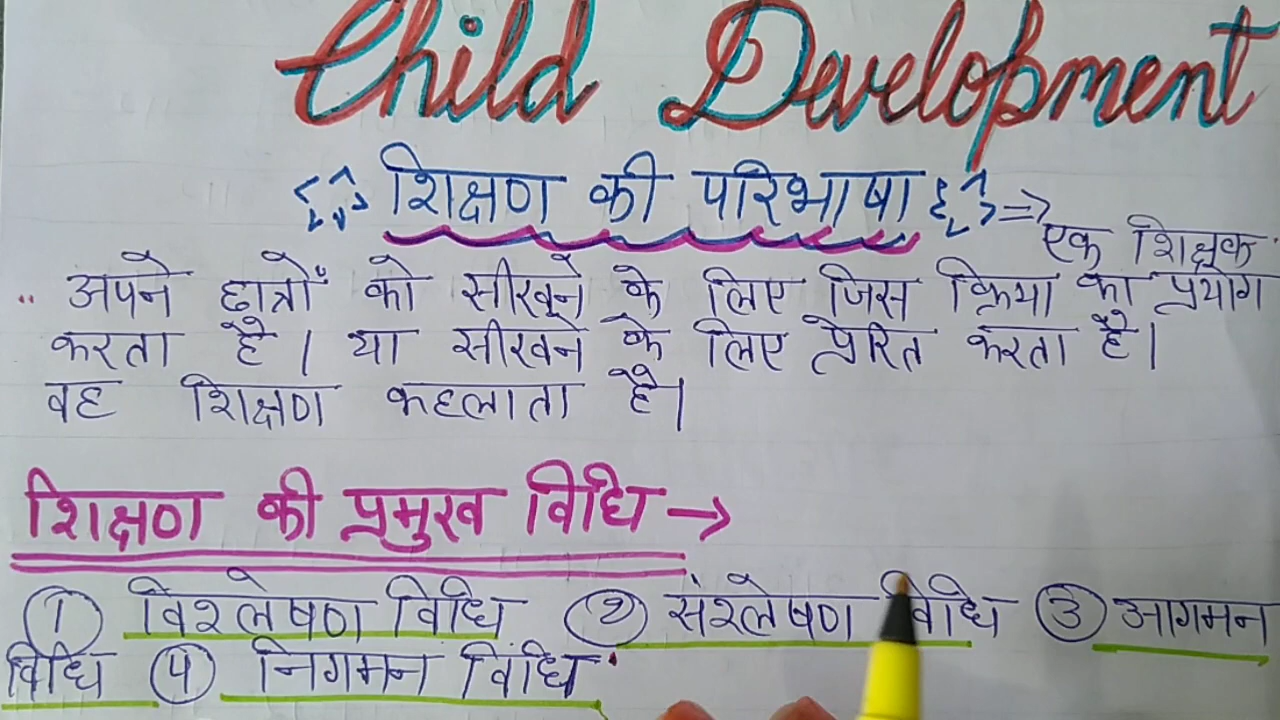 Child Development
शिक्षण की परिभाषा ⇒
एक शिक्षक
अपने छात्रों को सीखने के लिए जिस क्रिया का प्रयोग
करता है। या सीखने के लिए प्रेरित करता है।
वह शिक्षण कहलाता है।
शिक्षण की प्रमुख विधि →
① विश्लेषण विधि ② संश्लेषण विधि ③ आगमन
विधि ④ निगमन विधि